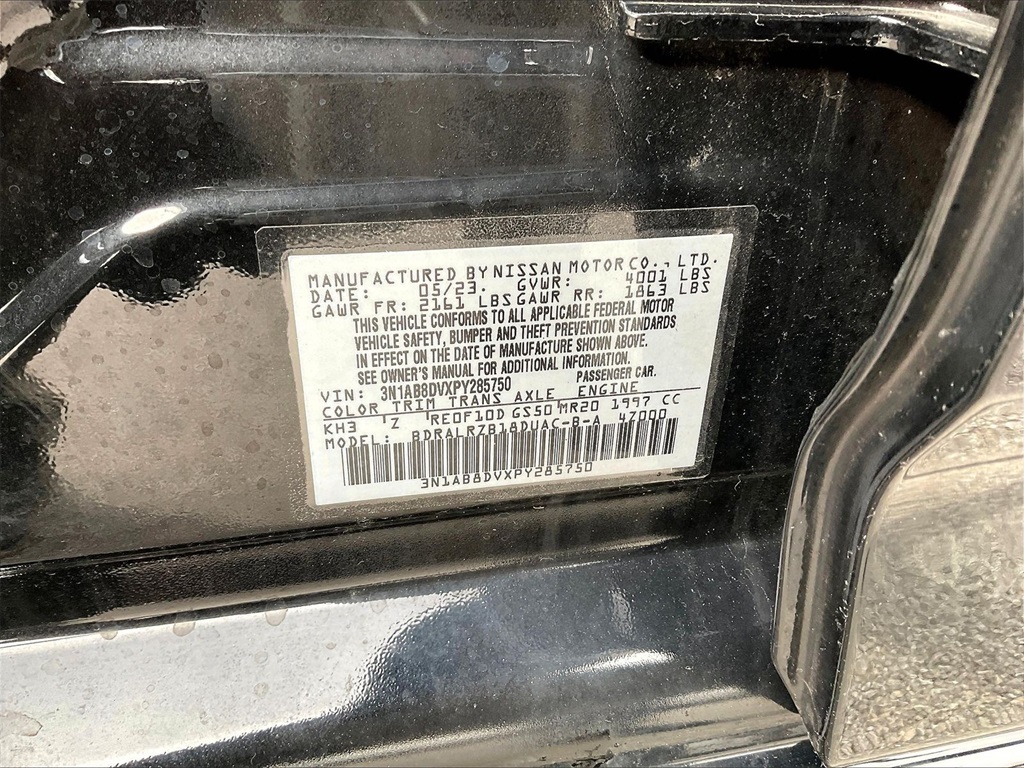 MANUFACTURED BY NISSAN MOTOR CO., LTD.
DATE: 05/23. GVWR: 4001 LBS
GAWR FR: 2161 LBS GAWR RR: 1863 LBS
THIS VEHICLE CONFORMS TO ALL APPLICABLE FEDERAL MOTOR
VEHICLE SAFETY, BUMPER AND THEFT PREVENTION STANDARDS
IN EFFECT ON THE DATE OF MANUFACTURE SHOWN ABOVE.
SEE OWNER'S MANUAL FOR ADDITIONAL INFORMATION.
VIN: 3N1AB8DVXPY285750 PASSENGER CAR.
COLOR TRIM TRANS AXLE ENGINE
KH3 'Z REOF10D GS50 MR20 1997 CC
MODEL: BDRALRZB18DUAC-B-A 47000
3N1AB8DVXPY285750